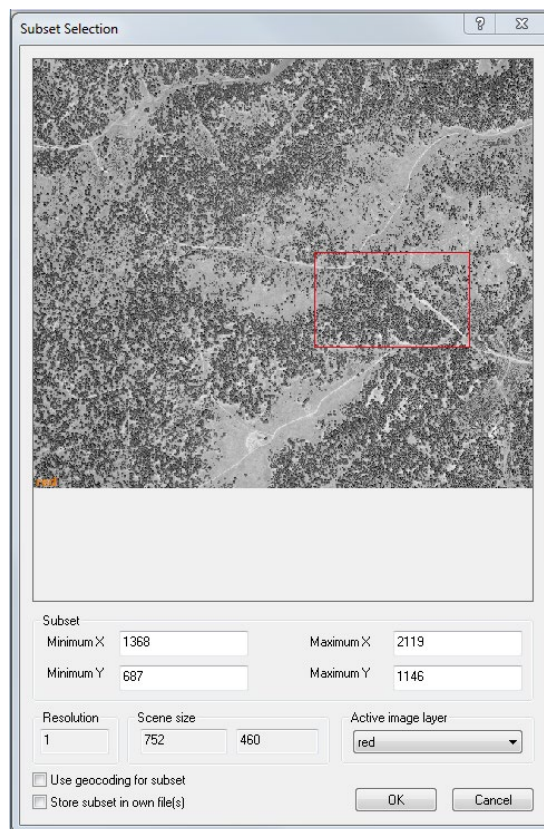 Subset Selection
red
Subset
Minimum X 1368 Maximum X 2119
Minimum Y 687 Maximum Y 1146
Resolution Scene size Active image layer
1 752 460 red
Use geocoding for subset
Store subset in own file(s) OK Cancel